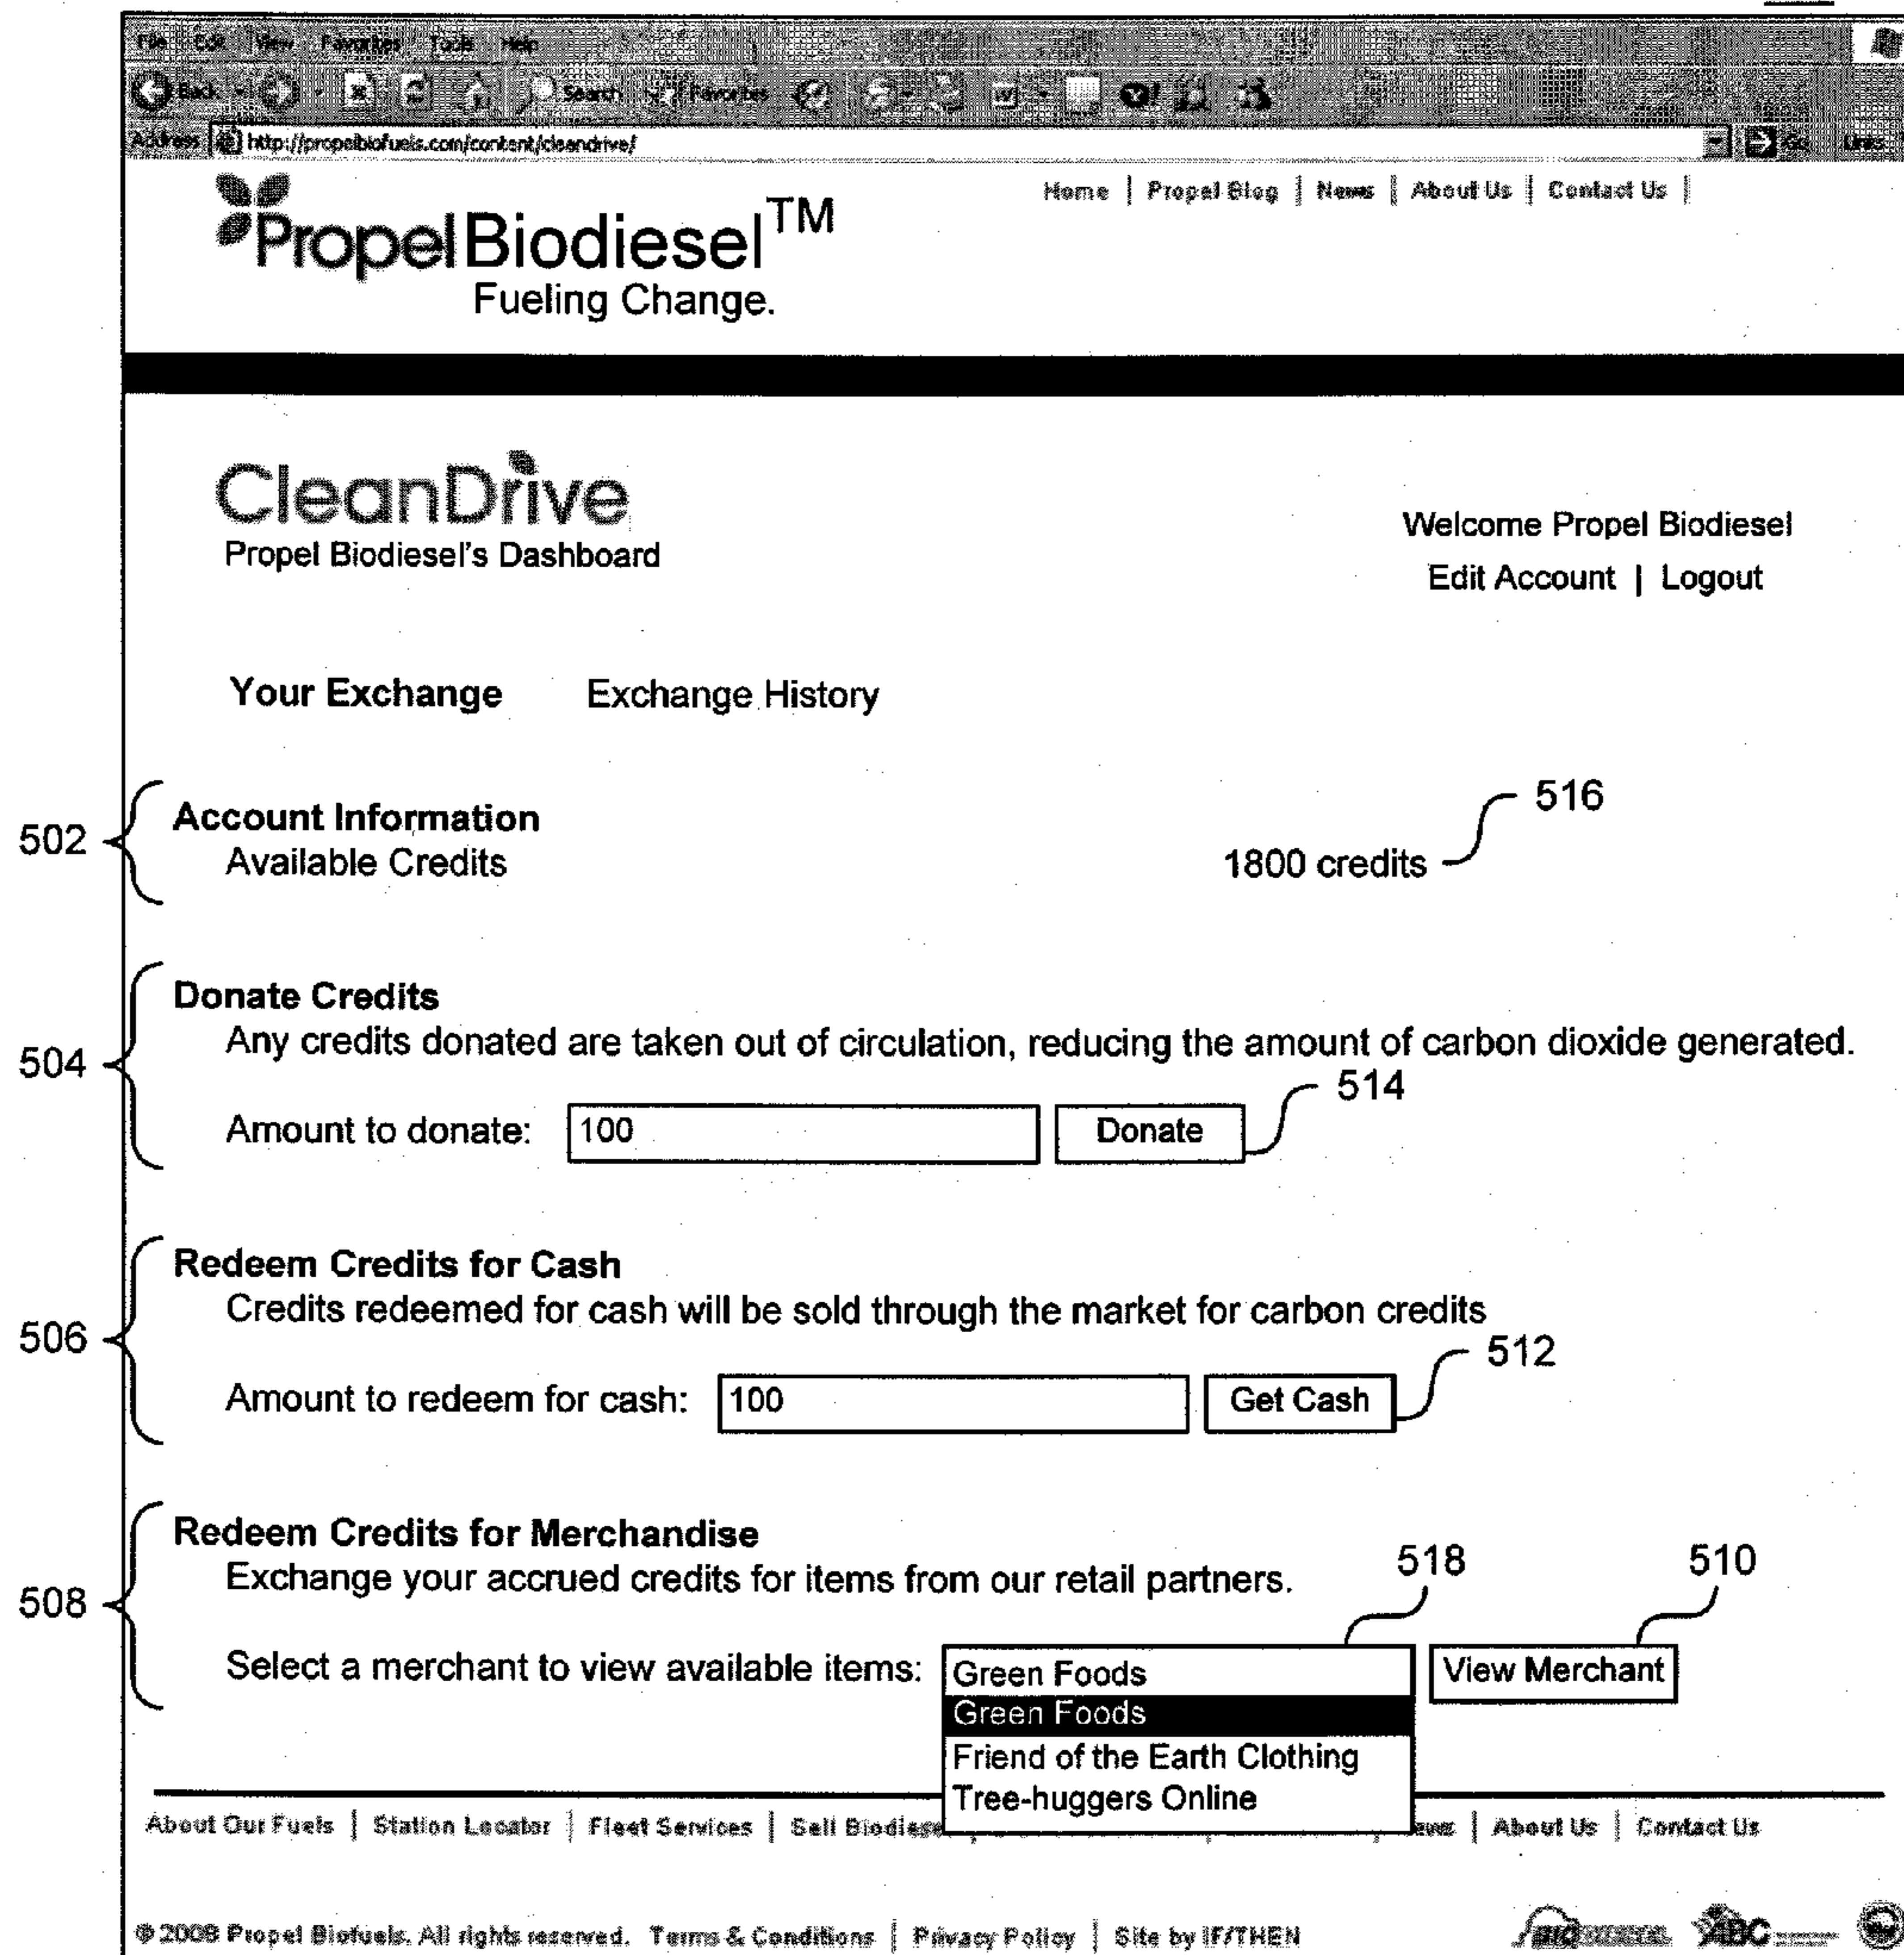 File Edit View Favorites Tools Help
Back Search Favorites
Address http://propelbiofuels.com/content/cleandrive/ Go Links
Home | Propel Blog | News | About Us | Contact Us |
Propel Biodiesel™
Fueling Change.
CleanDrive
Propel Biodiesel's Dashboard
Welcome Propel Biodiesel
Edit Account | Logout
Your Exchange Exchange History
516
502
Account Information
Available Credits 1800 credits
Donate Credits
504
Any credits donated are taken out of circulation, reducing the amount of carbon dioxide generated.
514
Amount to donate: 100 Donate
Redeem Credits for Cash
506
Credits redeemed for cash will be sold through the market for carbon credits
512
Amount to redeem for cash: 100 Get Cash
Redeem Credits for Merchandise
508
Exchange your accrued credits for items from our retail partners.
518 510
Select a merchant to view available items: Green Foods View Merchant
Green Foods
Friend of the Earth Clothing
Tree-huggers Online
About Our Fuels | Station Locator | Fleet Services | Sell | About Us | Contact Us
Propel Biofuels. All rights reserved. Terms & Conditions | Privacy Policy | Site by IF/THEN